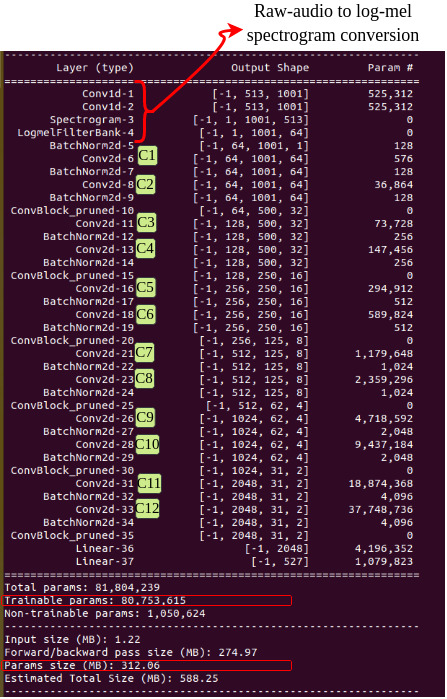 Raw-audio to log-mel
spectrogram conversion
----------------------------------------------------------------
Layer (type) Output Shape Param #
================================================================
Conv1d-1 [-1, 513, 1001] 525,312
Conv1d-2 [-1, 513, 1001] 525,312
Spectrogram-3 [-1, 1, 1001, 513] 0
LogmelFilterBank-4 [-1, 1, 1001, 64] 0
BatchNorm2d-5 [-1, 64, 1001, 1] 128
Conv2d-6 C1 [-1, 64, 1001, 64] 576
BatchNorm2d-7 [-1, 64, 1001, 64] 128
Conv2d-8 C2 [-1, 64, 1001, 64] 36,864
BatchNorm2d-9 [-1, 64, 1001, 64] 128
ConvBlock_pruned-10 [-1, 64, 500, 32] 0
Conv2d-11 C3 [-1, 128, 500, 32] 73,728
BatchNorm2d-12 [-1, 128, 500, 32] 256
Conv2d-13 C4 [-1, 128, 500, 32] 147,456
BatchNorm2d-14 [-1, 128, 500, 32] 256
ConvBlock_pruned-15 [-1, 128, 250, 16] 0
Conv2d-16 C5 [-1, 256, 250, 16] 294,912
BatchNorm2d-17 [-1, 256, 250, 16] 512
Conv2d-18 C6 [-1, 256, 250, 16] 589,824
BatchNorm2d-19 [-1, 256, 250, 16] 512
ConvBlock_pruned-20 [-1, 256, 125, 8] 0
Conv2d-21 C7 [-1, 512, 125, 8] 1,179,648
BatchNorm2d-22 [-1, 512, 125, 8] 1,024
Conv2d-23 C8 [-1, 512, 125, 8] 2,359,296
BatchNorm2d-24 [-1, 512, 125, 8] 1,024
ConvBlock_pruned-25 [-1, 512, 62, 4] 0
Conv2d-26 C9 [-1, 1024, 62, 4] 4,718,592
BatchNorm2d-27 [-1, 1024, 62, 4] 2,048
Conv2d-28 C10 [-1, 1024, 62, 4] 9,437,184
BatchNorm2d-29 [-1, 1024, 62, 4] 2,048
ConvBlock_pruned-30 [-1, 1024, 31, 2] 0
Conv2d-31 C11 [-1, 2048, 31, 2] 18,874,368
BatchNorm2d-32 [-1, 2048, 31, 2] 4,096
Conv2d-33 C12 [-1, 2048, 31, 2] 37,748,736
BatchNorm2d-34 [-1, 2048, 31, 2] 4,096
ConvBlock_pruned-35 [-1, 2048, 31, 2] 0
Linear-36 [-1, 2048] 4,196,352
Linear-37 [-1, 527] 1,079,823
================================================================
Total params: 81,804,239
Trainable params: 80,753,615
Non-trainable params: 1,050,624
----------------------------------------------------------------
Input size (MB): 1.22
Forward/backward pass size (MB): 274.97
Params size (MB): 312.06
Estimated Total Size (MB): 588.25
----------------------------------------------------------------